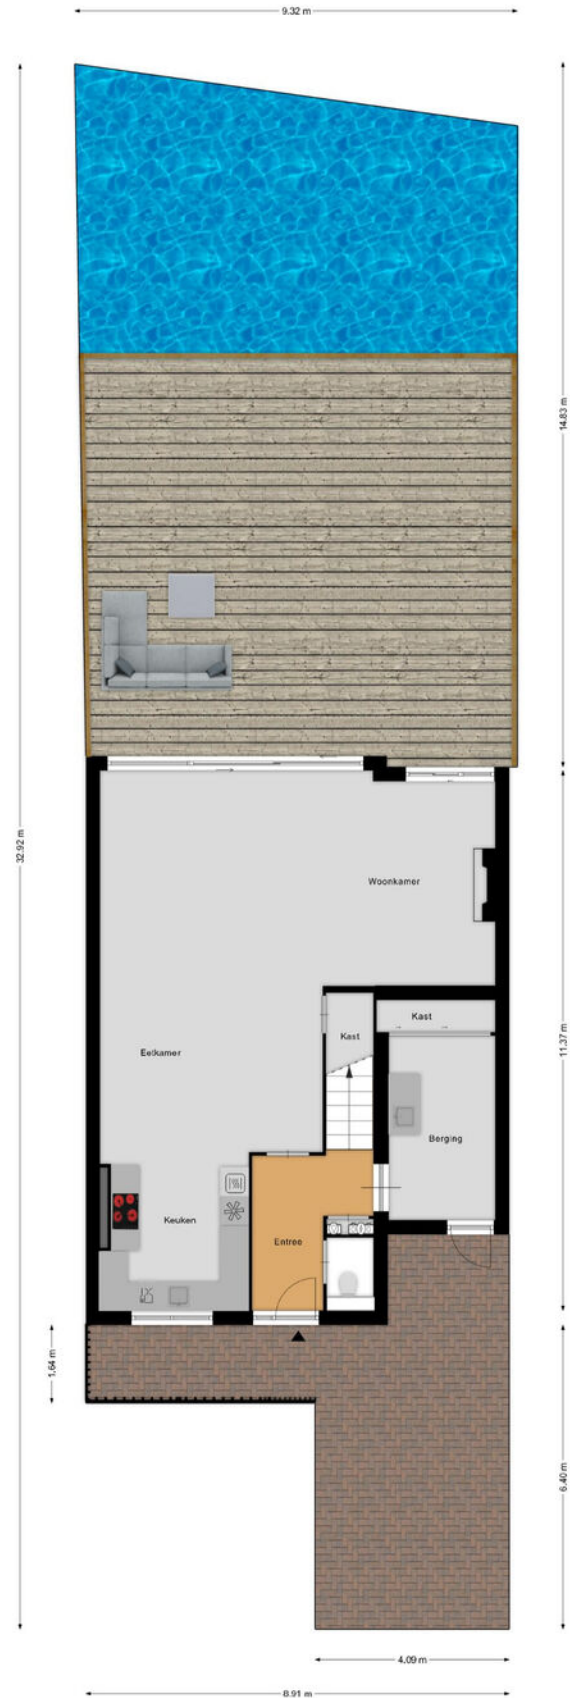 9.32 m
14.83 m
32.92 m
Woonkamer
Kast
Kast
Eetkamer
Berging
11.37 m
Keuken
Entree
1.64 m
6.40 m
4.09 m
8.91 m